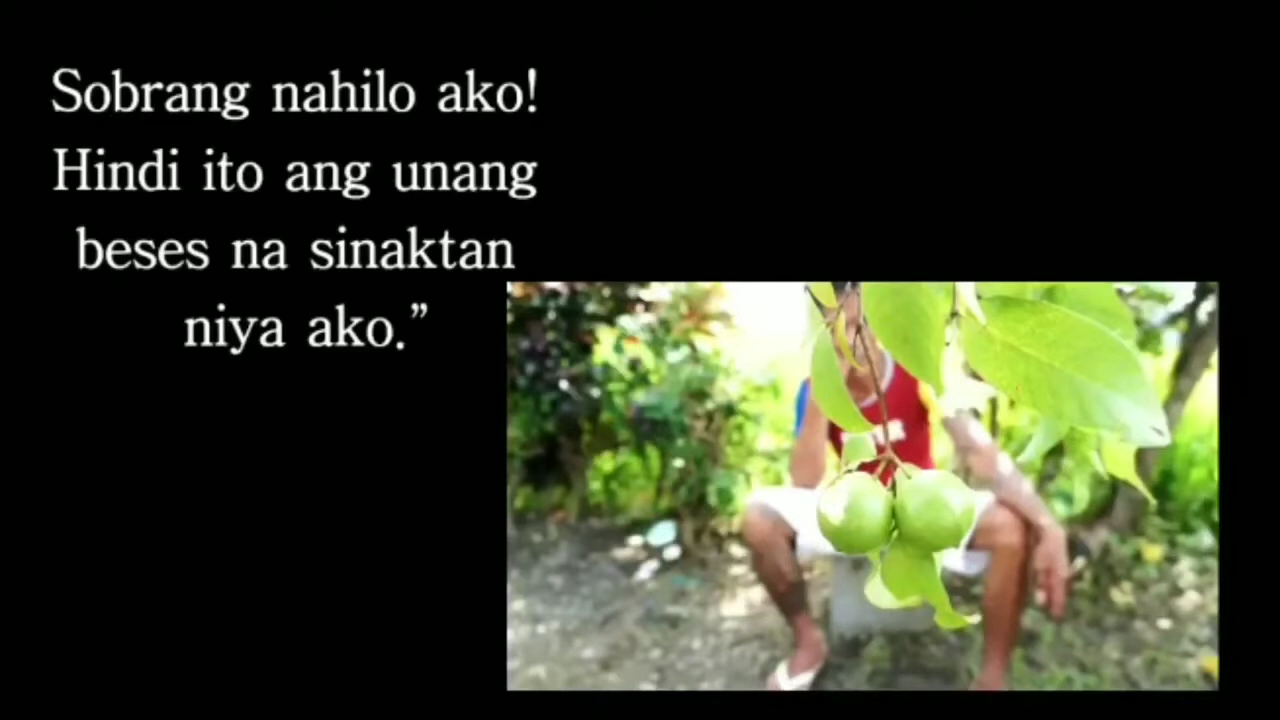 Sobrang nahilo ako!
Hindi ito ang unang
beses na sinaktan
niya ako.”